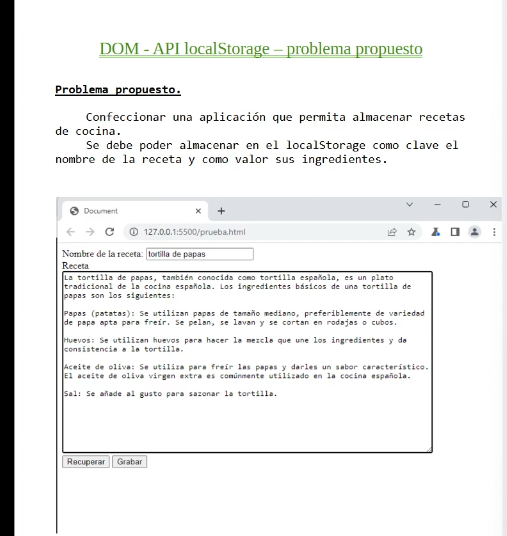 DOM - API localStorage – problema propuesto
Problema propuesto.
Confeccionar una aplicación que permita almacenar recetas
de cocina.
Se debe poder almacenar en el localStorage como clave el
nombre de la receta y como valor sus ingredientes.
Document
127.0.0.1:5500/prueba.html
Nombre de la receta: tortilla de papas
Receta
La tortilla de papas, también conocida como tortilla española, es un plato
tradicional de la cocina española. Los ingredientes básicos de una tortilla de
papas son los siguientes:
Papas (patatas): Se utilizan papas de tamaño mediano, preferiblemente de variedad
de papa apta para freír. Se pelan, se lavan y se cortan en rodajas o cubos.
Huevos: Se utilizan huevos para hacer la mezcla que une los ingredientes y da
consistencia a la tortilla.
Aceite de oliva: Se utiliza para freír las papas y darles un sabor característico.
El aceite de oliva virgen extra es comúnmente utilizado en la cocina española.
Sal: Se añade al gusto para sazonar la tortilla.
Recuperar Grabar